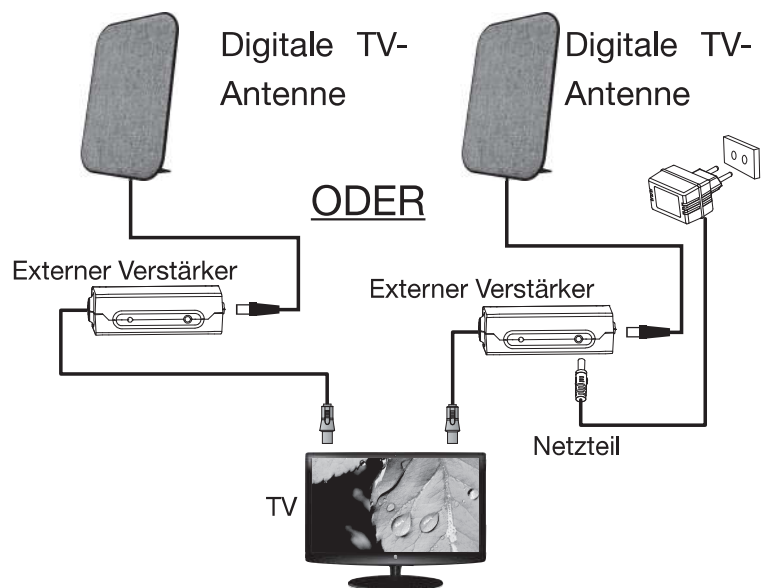 Digitale TV-
Antenne
Digitale TV-
Antenne
ODER
Externer Verstärker
Externer Verstärker
Netzteil
TV